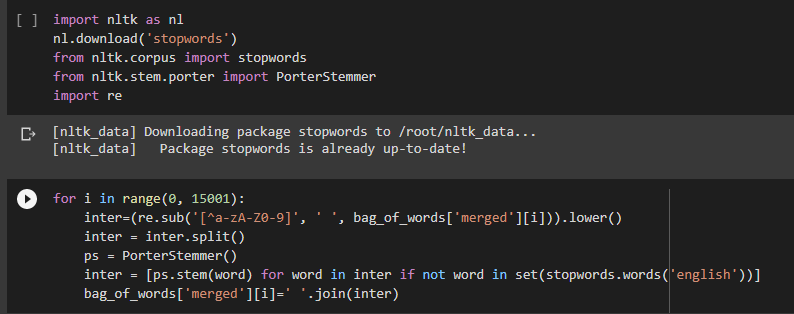 [ ] import nltk as nl
nl.download('stopwords')
from nltk.corpus import stopwords
from nltk.stem.porter import PorterStemmer
import re
[nltk_data] Downloading package stopwords to /root/nltk_data...
[nltk_data]   Package stopwords is already up-to-date!
for i in range(0, 15001):
    inter=(re.sub('[^a-zA-Z0-9]', ' ', bag_of_words['merged'][i])).lower()
    inter = inter.split()
    ps = PorterStemmer()
    inter = [ps.stem(word) for word in inter if not word in set(stopwords.words('english'))]
    bag_of_words['merged'][i]=' '.join(inter)